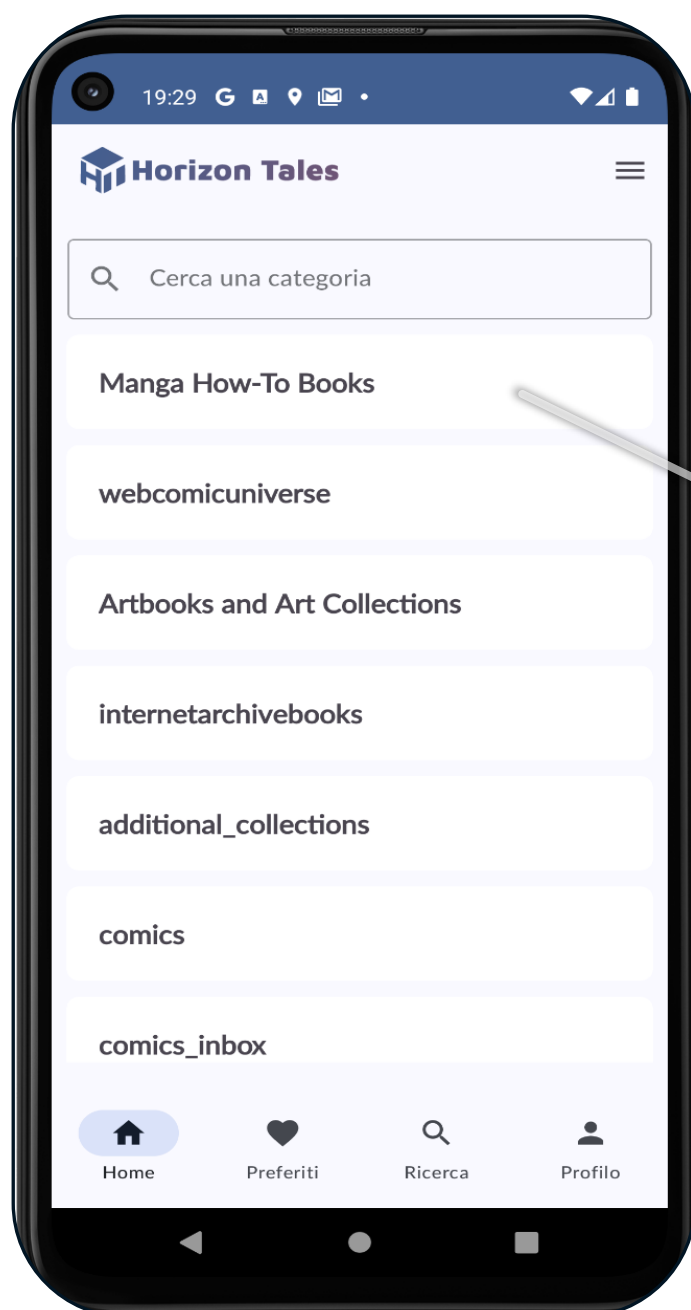 19:29
Horizon Tales
Cerca una categoria
Manga How-To Books
webcomicuniverse
Artbooks and Art Collections
internetarchivebooks
additional_collections
comics
comics_inbox
Home Preferiti Ricerca Profilo